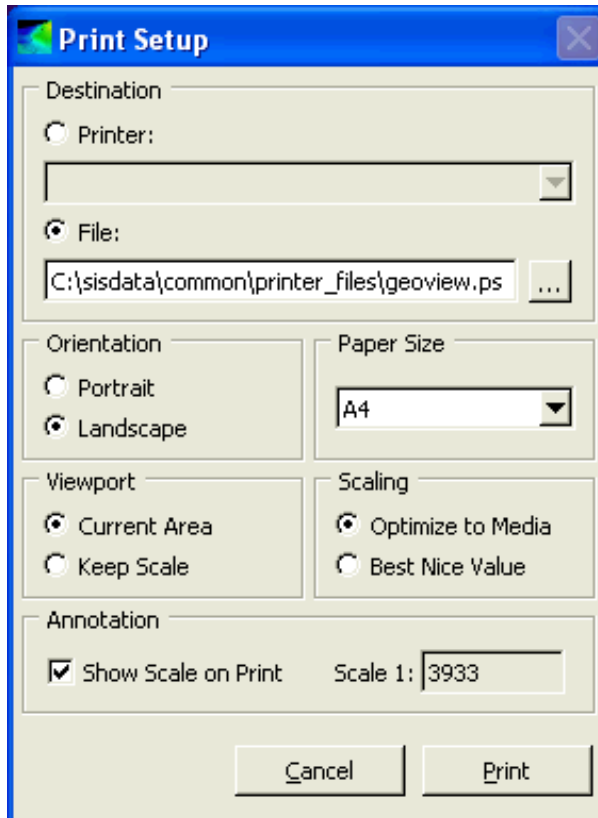 Print Setup
Destination
Printer:
File:
C:\sisdata\common\printer_files\geoview.ps ...
Orientation
Portrait
Landscape
Paper Size
A4
Viewport
Current Area
Keep Scale
Scaling
Optimize to Media
Best Nice Value
Annotation
Show Scale on Print Scale 1: 3933
Cancel Print